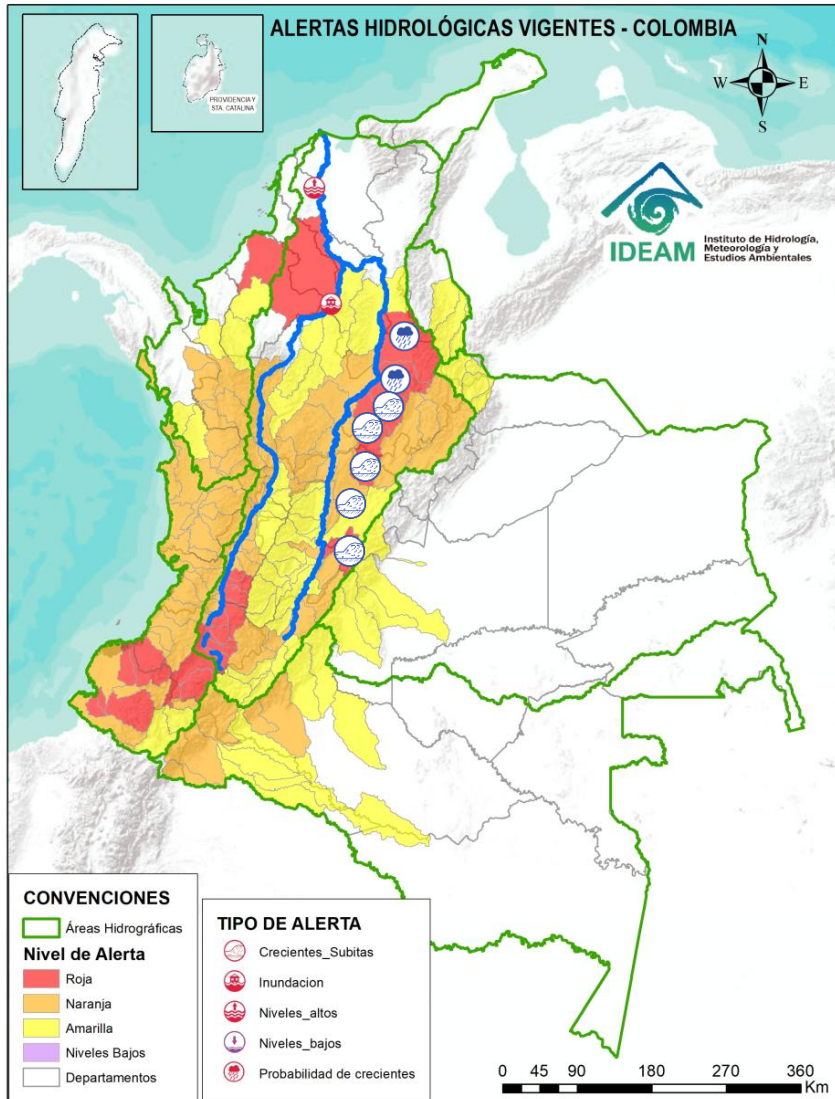 ALERTAS HIDROLÓGICAS VIGENTES - COLOMBIA
PROVIDENCIA Y
STA. CATALINA
N
W
E
S
IDEAM
Instituto de Hidrología,
Meteorología y
Estudios Ambientales
CONVENCIONES
Áreas Hidrográficas
Nivel de Alerta
Roja
Naranja
Amarilla
Niveles Bajos
Departamentos
TIPO DE ALERTA
Crecientes_Subitas
Inundacion
Niveles_altos
Niveles_bajos
Probabilidad de crecientes
0 45 90 180 270 360
Km